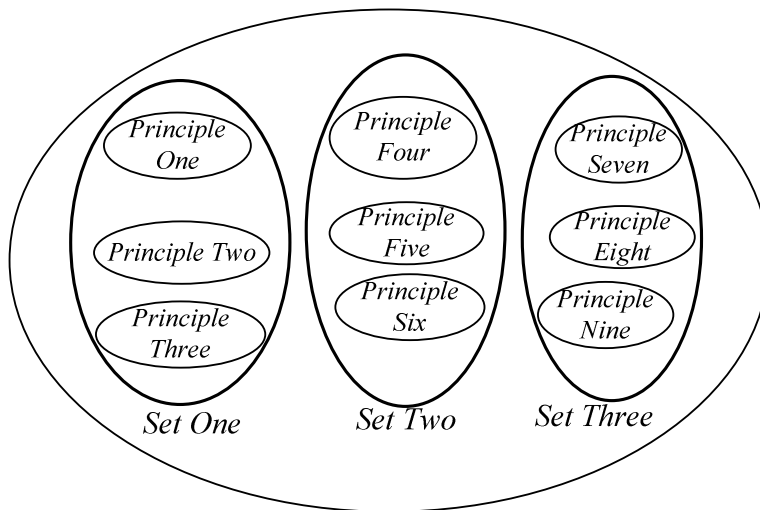 Principle
One
Principle Two
Principle
Three
Set One
Principle
Four
Principle
Five
Principle
Six
Set Two
Principle
Seven
Principle
Eight
Principle
Nine
Set Three